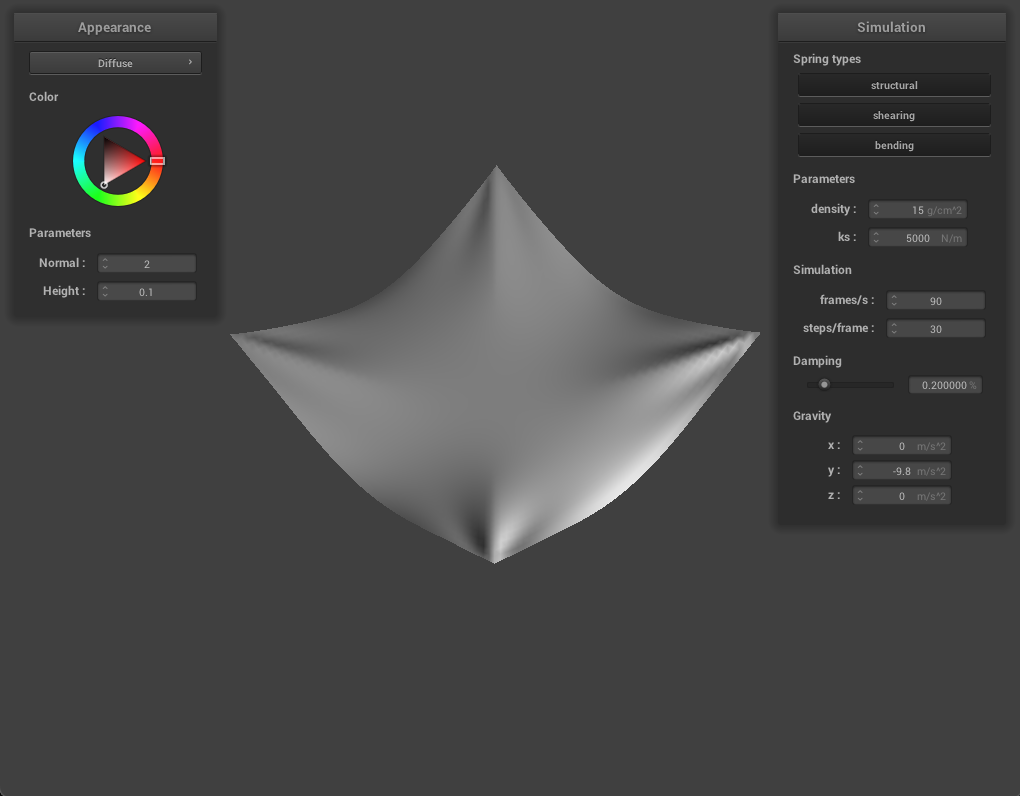 Appearance
Diffuse
Color
Parameters
Normal : 2
Height : 0.1
Simulation
Spring types
structural
shearing
bending
Parameters
density : 15 g/cm^2
ks : 5000 N/m
Simulation
frames/s : 90
steps/frame : 30
Damping
0.200000 %
Gravity
x : 0 m/s^2
y : -9.8 m/s^2
z : 0 m/s^2